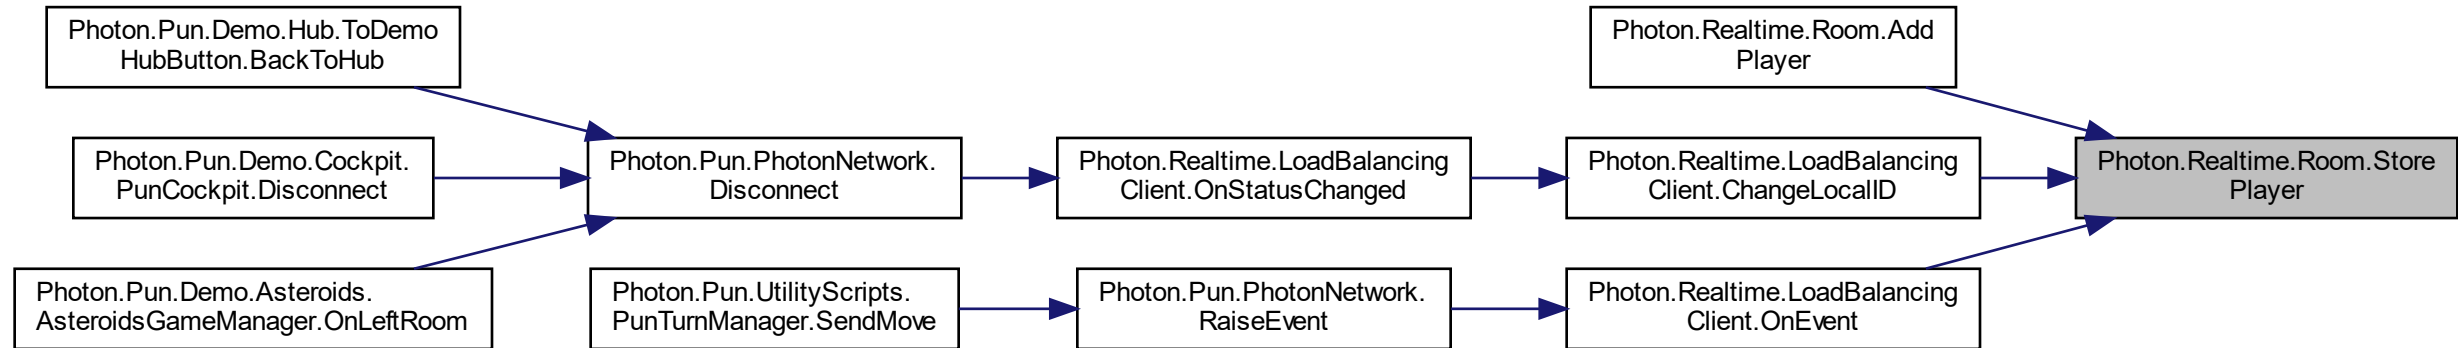 Photon.Pun.Demo.Hub.ToDemo
HubButton.BackToHub
Photon.Realtime.Room.Add
Player
Photon.Pun.Demo.Cockpit.
PunCockpit.Disconnect
Photon.Pun.PhotonNetwork.
Disconnect
Photon.Realtime.LoadBalancing
Client.OnStatusChanged
Photon.Realtime.LoadBalancing
Client.ChangeLocalID
Photon.Realtime.Room.Store
Player
Photon.Pun.Demo.Asteroids.
AsteroidsGameManager.OnLeftRoom
Photon.Pun.UtilityScripts.
PunTurnManager.SendMove
Photon.Pun.PhotonNetwork.
RaiseEvent
Photon.Realtime.LoadBalancing
Client.OnEvent